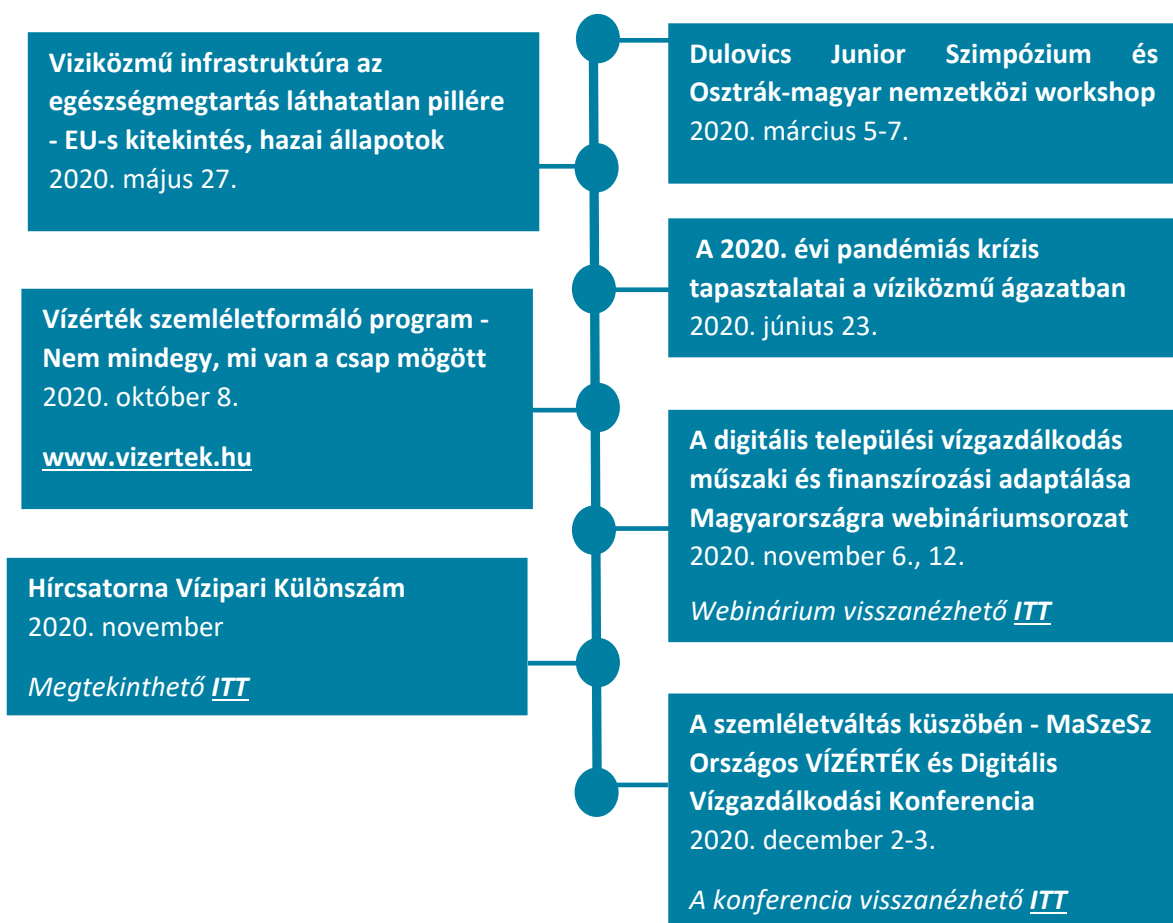 Dulovics Junior Szimpózium és
Osztrák-magyar nemzetközi workshop
2020. március 5-7.
Viziközmű infrastruktúra az
egészségmegtartás láthatatlan pillére
- EU-s kitekintés, hazai állapotok
2020. május 27.
A 2020. évi pandémiás krízis
tapasztalatai a víziközmű ágazatban
2020. június 23.
Vízérték szemléletformáló program -
Nem mindegy, mi van a csap mögött
2020. október 8.
www.vizertek.hu
A digitális települési vízgazdálkodás
műszaki és finanszírozási adaptálása
Magyarországra webináriumsorozat
2020. november 6., 12.
Webinárium visszanézhető ITT
Hírcsatorna Vízipari Különszám
2020. november
Megtekinthető ITT
A szemléletváltás küszöbén - MaSzeSz
Országos VÍZÉRTÉK és Digitális
Vízgazdálkodási Konferencia
2020. december 2-3.
A konferencia visszanézhető ITT